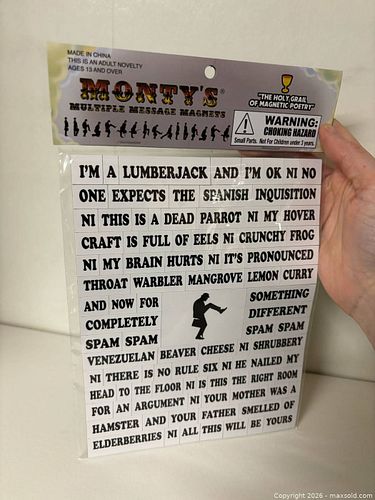 MADE IN CHINA
THIS IS AN ADULT NOVELTY
AGES 13 AND OVER
MONTY'S®
MULTIPLE MESSAGE MAGNETS
"THE HOLY GRAIL
OF MAGNETIC POETRY"
WARNING:
CHOKING HAZARD
Small Parts. Not For Children under 3 years.
I'M A LUMBERJACK AND I'M OK NI NO
ONE EXPECTS THE SPANISH INQUISITION
NI THIS IS A DEAD PARROT NI MY HOVER
CRAFT IS FULL OF EELS NI CRUNCHY FROG
NI MY BRAIN HURTS NI IT'S PRONOUNCED
THROAT WARBLER MANGROVE LEMON CURRY
AND NOW FOR
COMPLETELY
SPAM SPAM
SOMETHING
DIFFERENT
SPAM SPAM
VENEZUELAN BEAVER CHEESE NI SHRUBBERY
NI THERE IS NO RULE SIX NI HE NAILED MY
HEAD TO THE FLOOR NI IS THIS THE RIGHT ROOM
FOR AN ARGUMENT NI YOUR MOTHER WAS A
HAMSTER AND YOUR FATHER SMELLED OF
ELDERBERRIES NI ALL THIS WILL BE YOURS
Copyright 2026 - maxsold.com